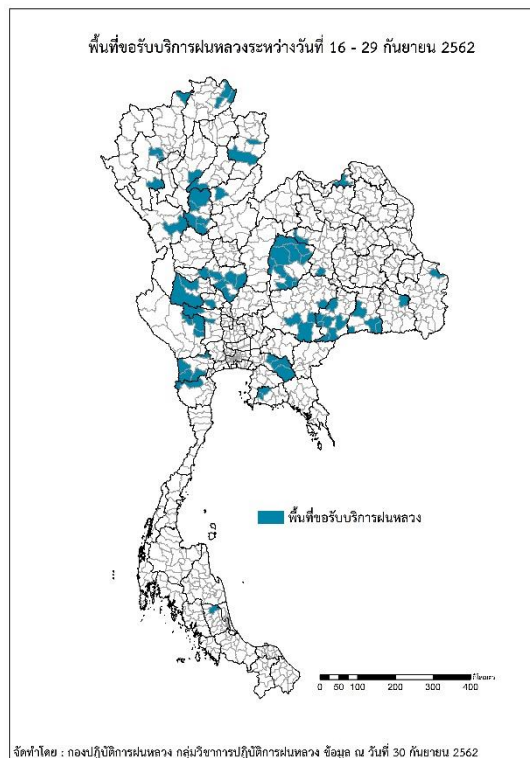 พื้นที่ขอรับบริการฝนหลวงระหว่างวันที่ 16 - 29 กันยายน 2562
พื้นที่ขอรับบริการฝนหลวง
0 50 100 200 300 400
จัดทำโดย : กองปฏิบัติการฝนหลวง กลุ่มวิชาการปฏิบัติการฝนหลวง ข้อมูล ณ วันที่ 30 กันยายน 2562